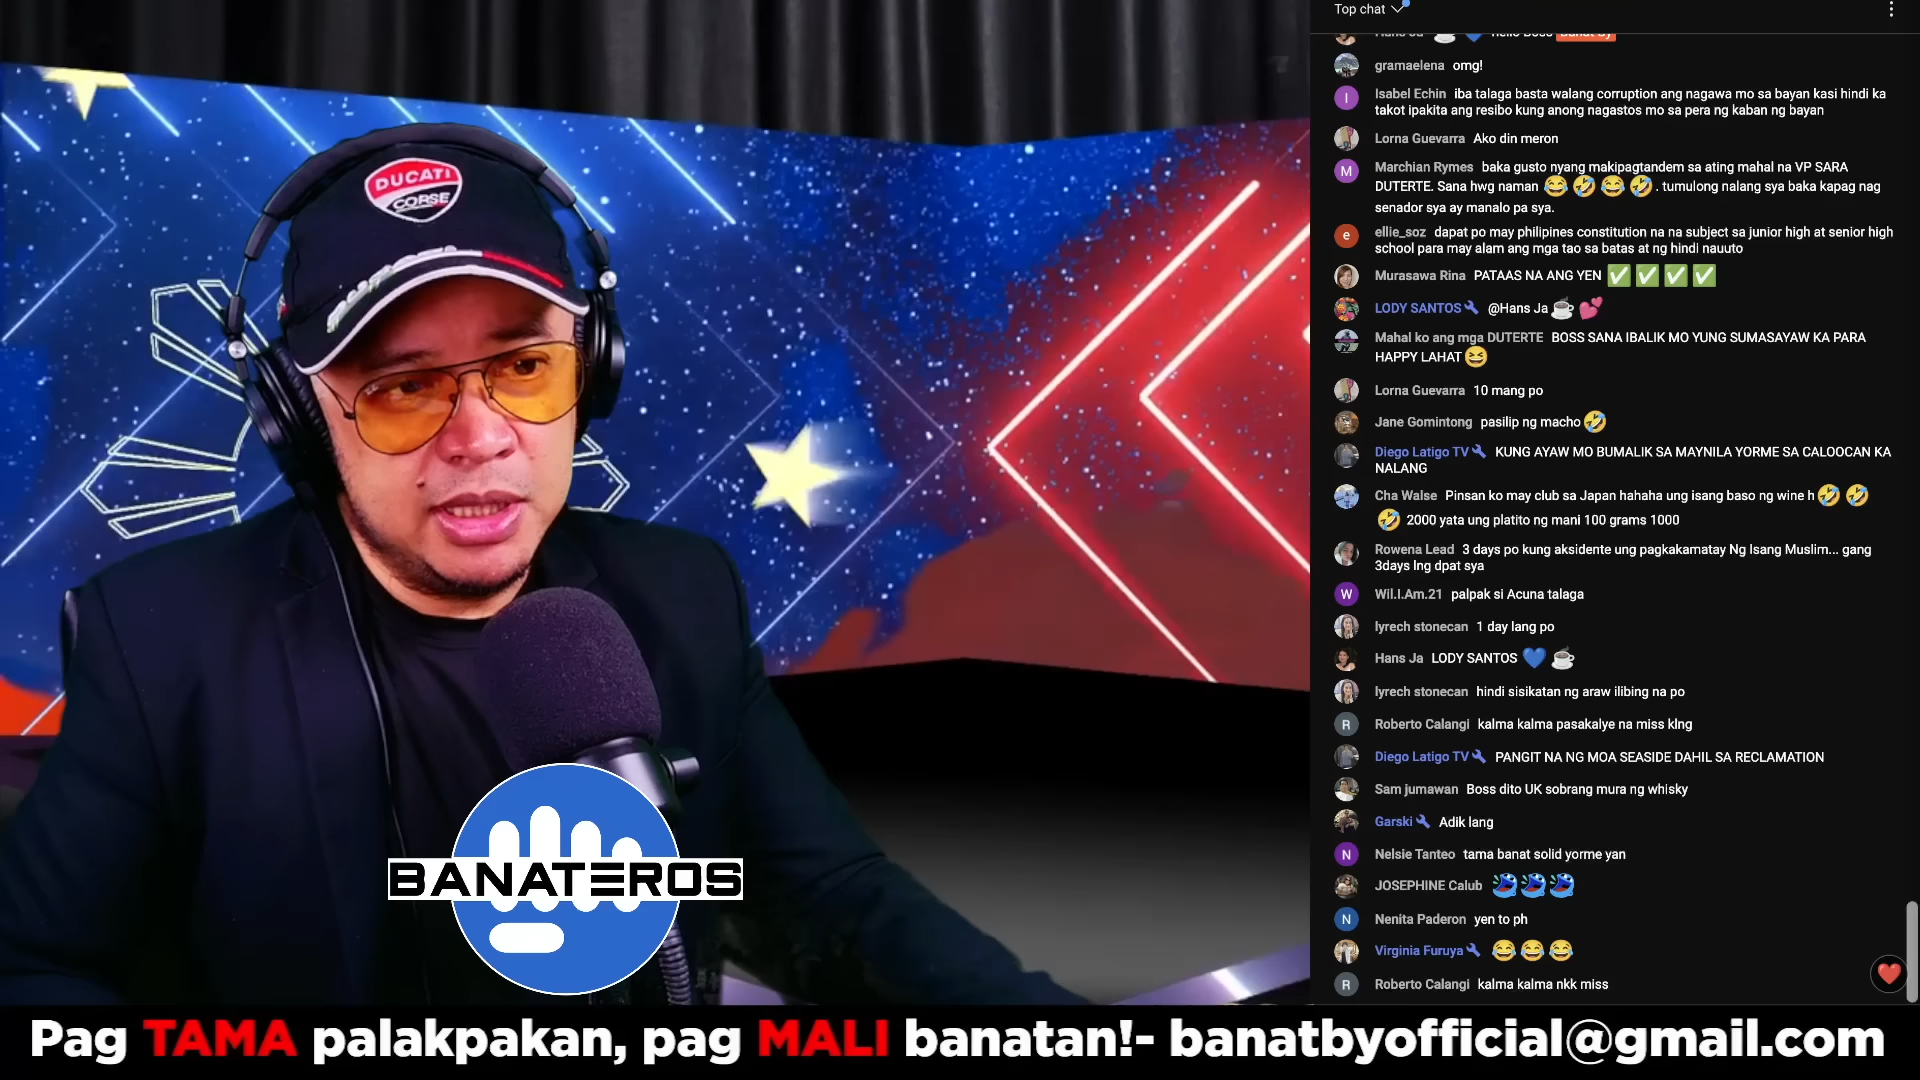 Top chat
hello Boss Banat By
gramaelena omg!
Isabel Echin iba talaga basta walang corruption ang nagawa mo sa bayan kasi hindi ka
takot ipakita ang resibo kung anong nagastos mo sa pera ng kaban ng bayan
Lorna Guevarra Ako din meron
M Marchian Rymes baka gusto nyang makipagtandem sa ating mahal na VP SARA
DUTERTE. Sana hwg naman 😂🤣😂🤣. tumulong nalang sya baka kapag nag
senador sya ay manalo pa sya.
e ellie_soz dapat po may philipines constitution na na subject sa junior high at senior high
school para may alam ang mga tao sa batas at ng hindi nauuto
Murasawa Rina PATAAS NA ANG YEN ✅✅✅✅
LODY SANTOS @Hans Ja ☕💕
Mahal ko ang mga DUTERTE BOSS SANA IBALIK MO YUNG SUMASAYAW KA PARA
HAPPY LAHAT 😆
Lorna Guevarra 10 mang po
Jane Gomintong pasilip ng macho 🤣
Diego Latigo TV KUNG AYAW MO BUMALIK SA MAYNILA YORME SA CALOOCAN KA
NALANG
Cha Walse Pinsan ko may club sa Japan hahaha ung isang baso ng wine h 🤣🤣
🤣 2000 yata ung platito ng mani 100 grams 1000
Rowena Lead 3 days po kung aksidente ung pagkakamatay Ng Isang Muslim... gang
3days lng dpat sya
W Wil.I.Am.21 palpak si Acuna talaga
lyrech stonecan 1 day lang po
Hans Ja LODY SANTOS 💙☕
lyrech stonecan hindi sisikatan ng araw ilibing na po
R Roberto Calangi kalma kalma pasakalye na miss klng
Diego Latigo TV PANGIT NA NG MOA SEASIDE DAHIL SA RECLAMATION
Sam jumawan Boss dito UK sobrang mura ng whisky
Garski Adik lang
N Nelsie Tanteo tama banat solid yorme yan
JOSEPHINE Calub
N Nenita Paderon yen to ph
Virginia Furuya 😂😂😂
R Roberto Calangi kalma kalma nkk miss
DUCATI
CORSE
BANATEROS
Pag TAMA palakpakan, pag MALI banatan!- banatbyofficial@gmail.com